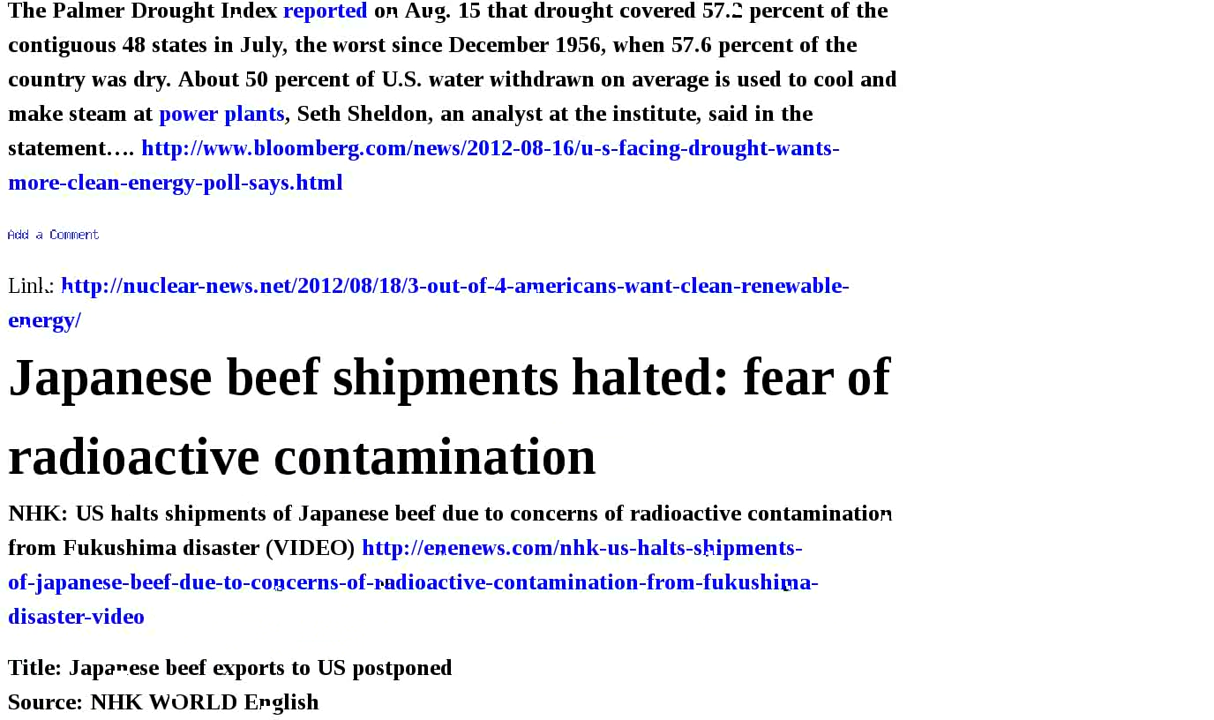 The Palmer Drought Index reported on Aug. 15 that drought covered 57.2 percent of the
contiguous 48 states in July, the worst since December 1956, when 57.6 percent of the
country was dry. About 50 percent of U.S. water withdrawn on average is used to cool and
make steam at power plants, Seth Sheldon, an analyst at the institute, said in the
statement…. http://www.bloomberg.com/news/2012-08-16/u-s-facing-drought-wants-
more-clean-energy-poll-says.html
Add a Comment
Link: http://nuclear-news.net/2012/08/18/3-out-of-4-americans-want-clean-renewable-
energy/
Japanese beef shipments halted: fear of
radioactive contamination
NHK: US halts shipments of Japanese beef due to concerns of radioactive contamination
from Fukushima disaster (VIDEO) http://enenews.com/nhk-us-halts-shipments-
of-japanese-beef-due-to-concerns-of-radioactive-contamination-from-fukushima-
disaster-video
Title: Japanese beef exports to US postponed
Source: NHK WORLD English